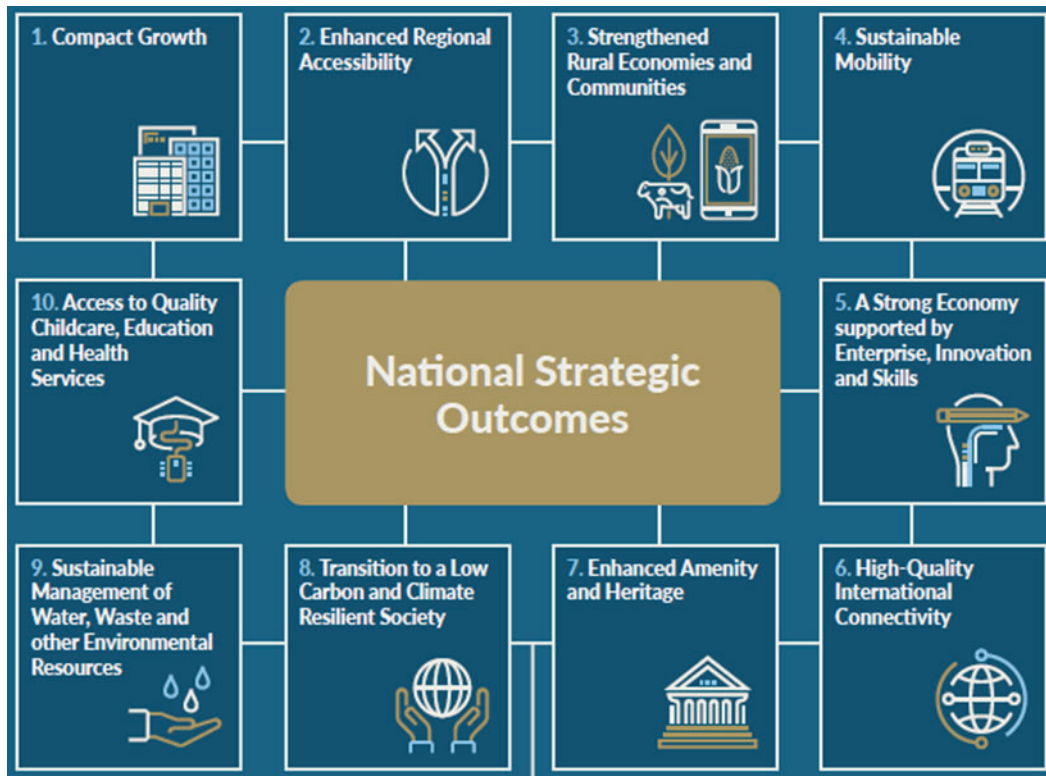 1. Compact Growth
2. Enhanced Regional
Accessibility
3. Strengthened
Rural Economies and
Communities
4. Sustainable
Mobility
10. Access to Quality
Childcare, Education
and Health
Services
National Strategic
Outcomes
5. A Strong Economy
supported by
Enterprise, Innovation
and Skills
9. Sustainable
Management of
Water, Waste and
other Environmental
Resources
8. Transition to a Low
Carbon and Climate
Resilient Society
7. Enhanced Amenity
and Heritage
6. High-Quality
International
Connectivity